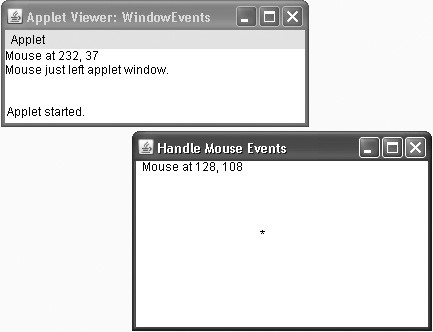 Applet Viewer: WindowEvents
Applet
Mouse at 232, 37
Mouse just left applet window.
Applet started.
Handle Mouse Events
Mouse at 128, 108
*